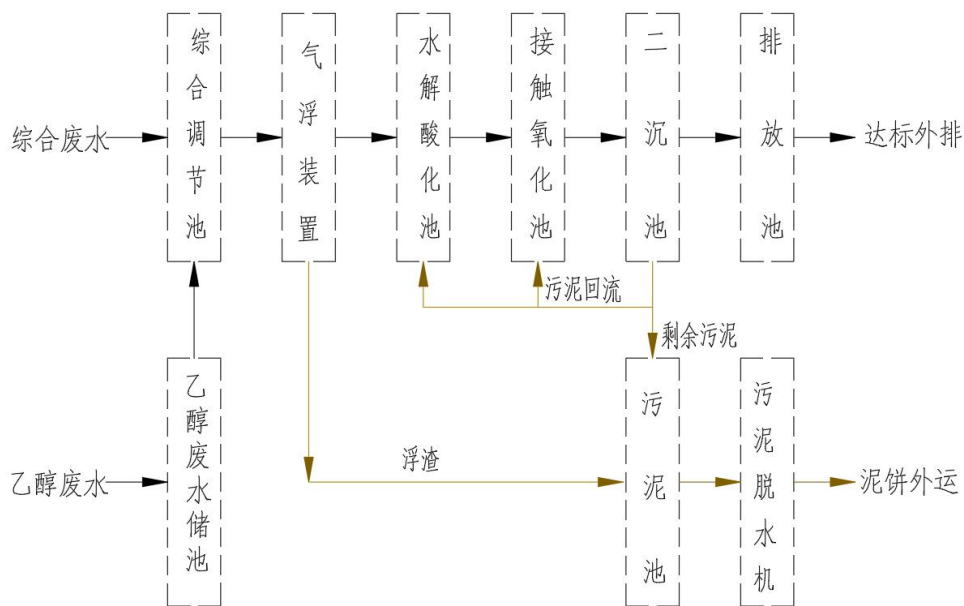 综合废水
综合调节池
气浮装置
水解酸化池
接触氧化池
二沉池
排放池
达标外排
污泥回流
剩余污泥
乙醇废水
乙醇废水储池
浮渣
污泥池
污泥脱水机
泥饼外运